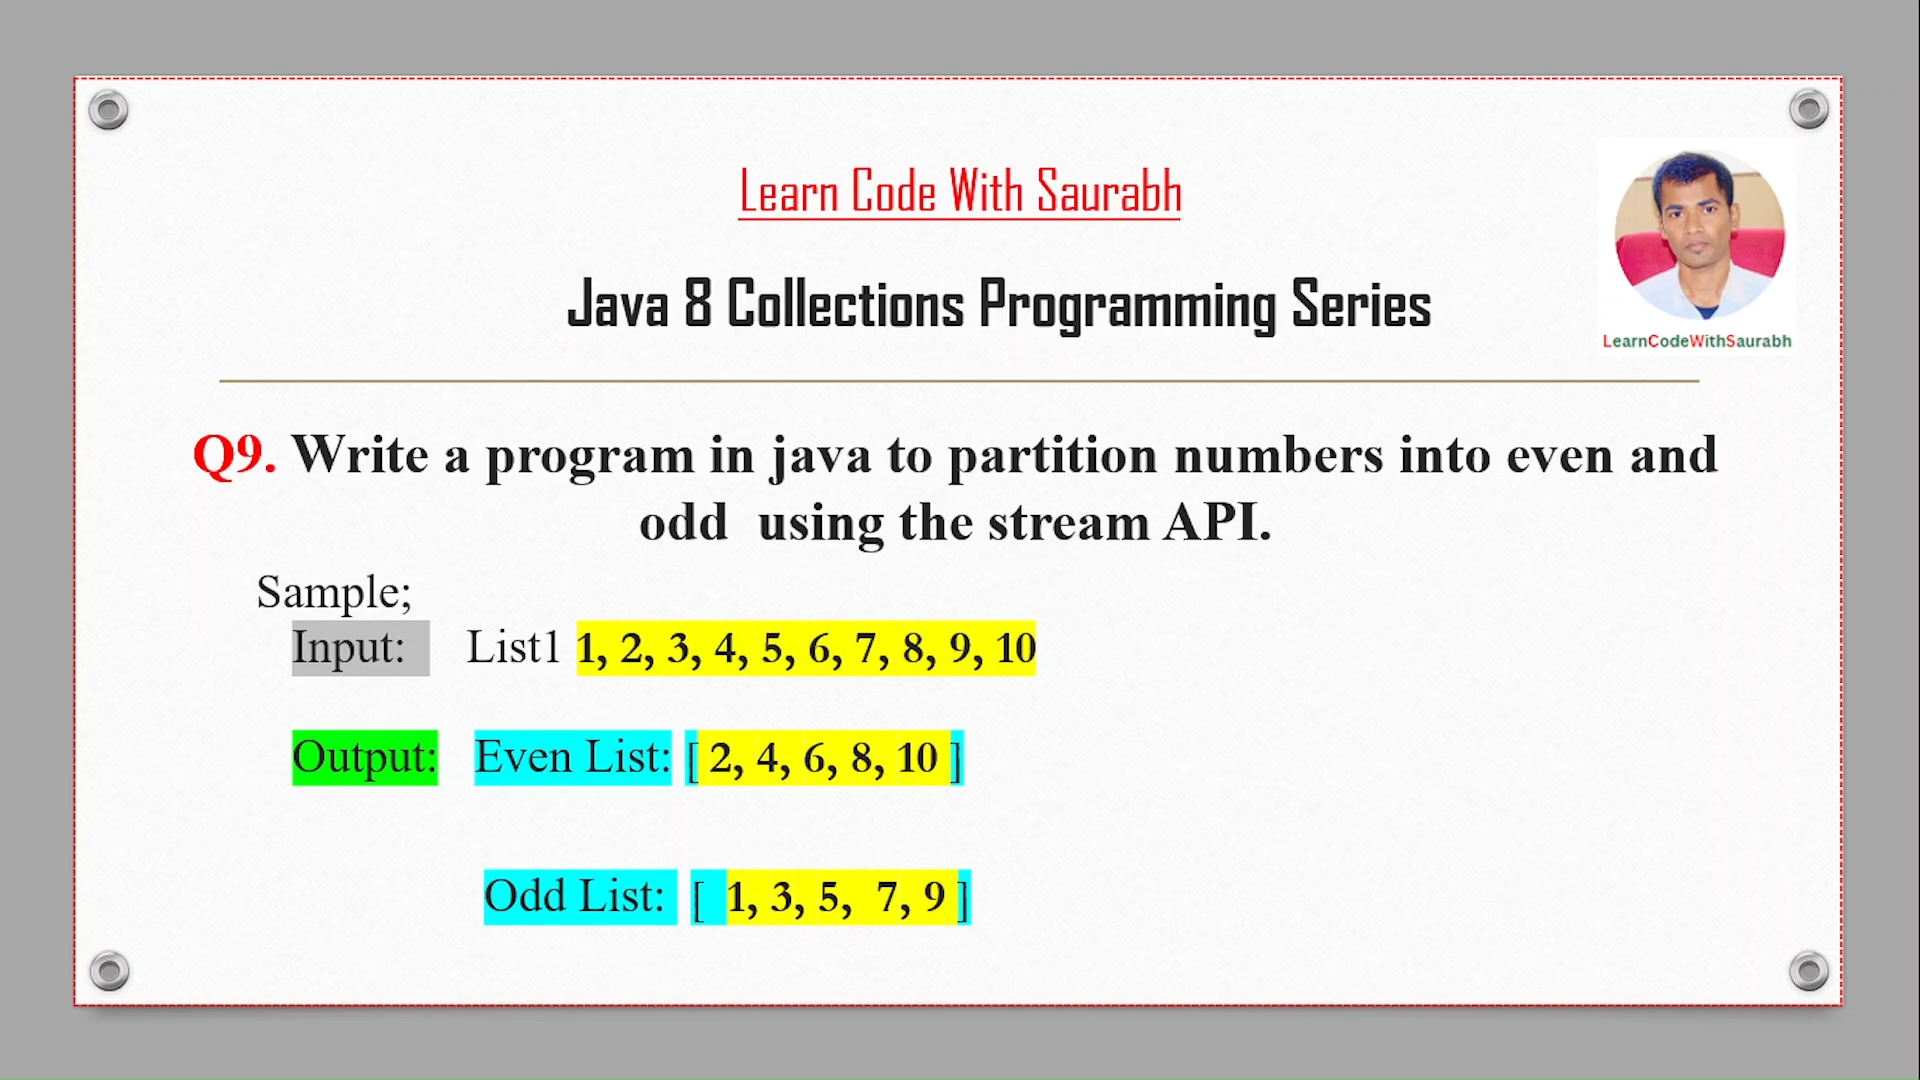 Learn Code With Saurabh
Java 8 Collections Programming Series
LearnCodeWithSaurabh
Q9. Write a program in java to partition numbers into even and
odd using the stream API.
Sample;
Input: List1 1, 2, 3, 4, 5, 6, 7, 8, 9, 10
Output: Even List: [ 2, 4, 6, 8, 10 ]
Odd List: [ 1, 3, 5, 7, 9 ]